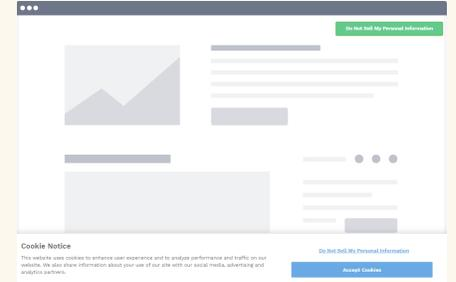 Do Not Sell My Personal Information
Cookie Notice
This website uses cookies to enhance user experience and to analyze performance and traffic on our
website. We also share information about your use of our site with our social media, advertising and
analytics partners.
Do Not Sell My Personal Information
Accept Cookies